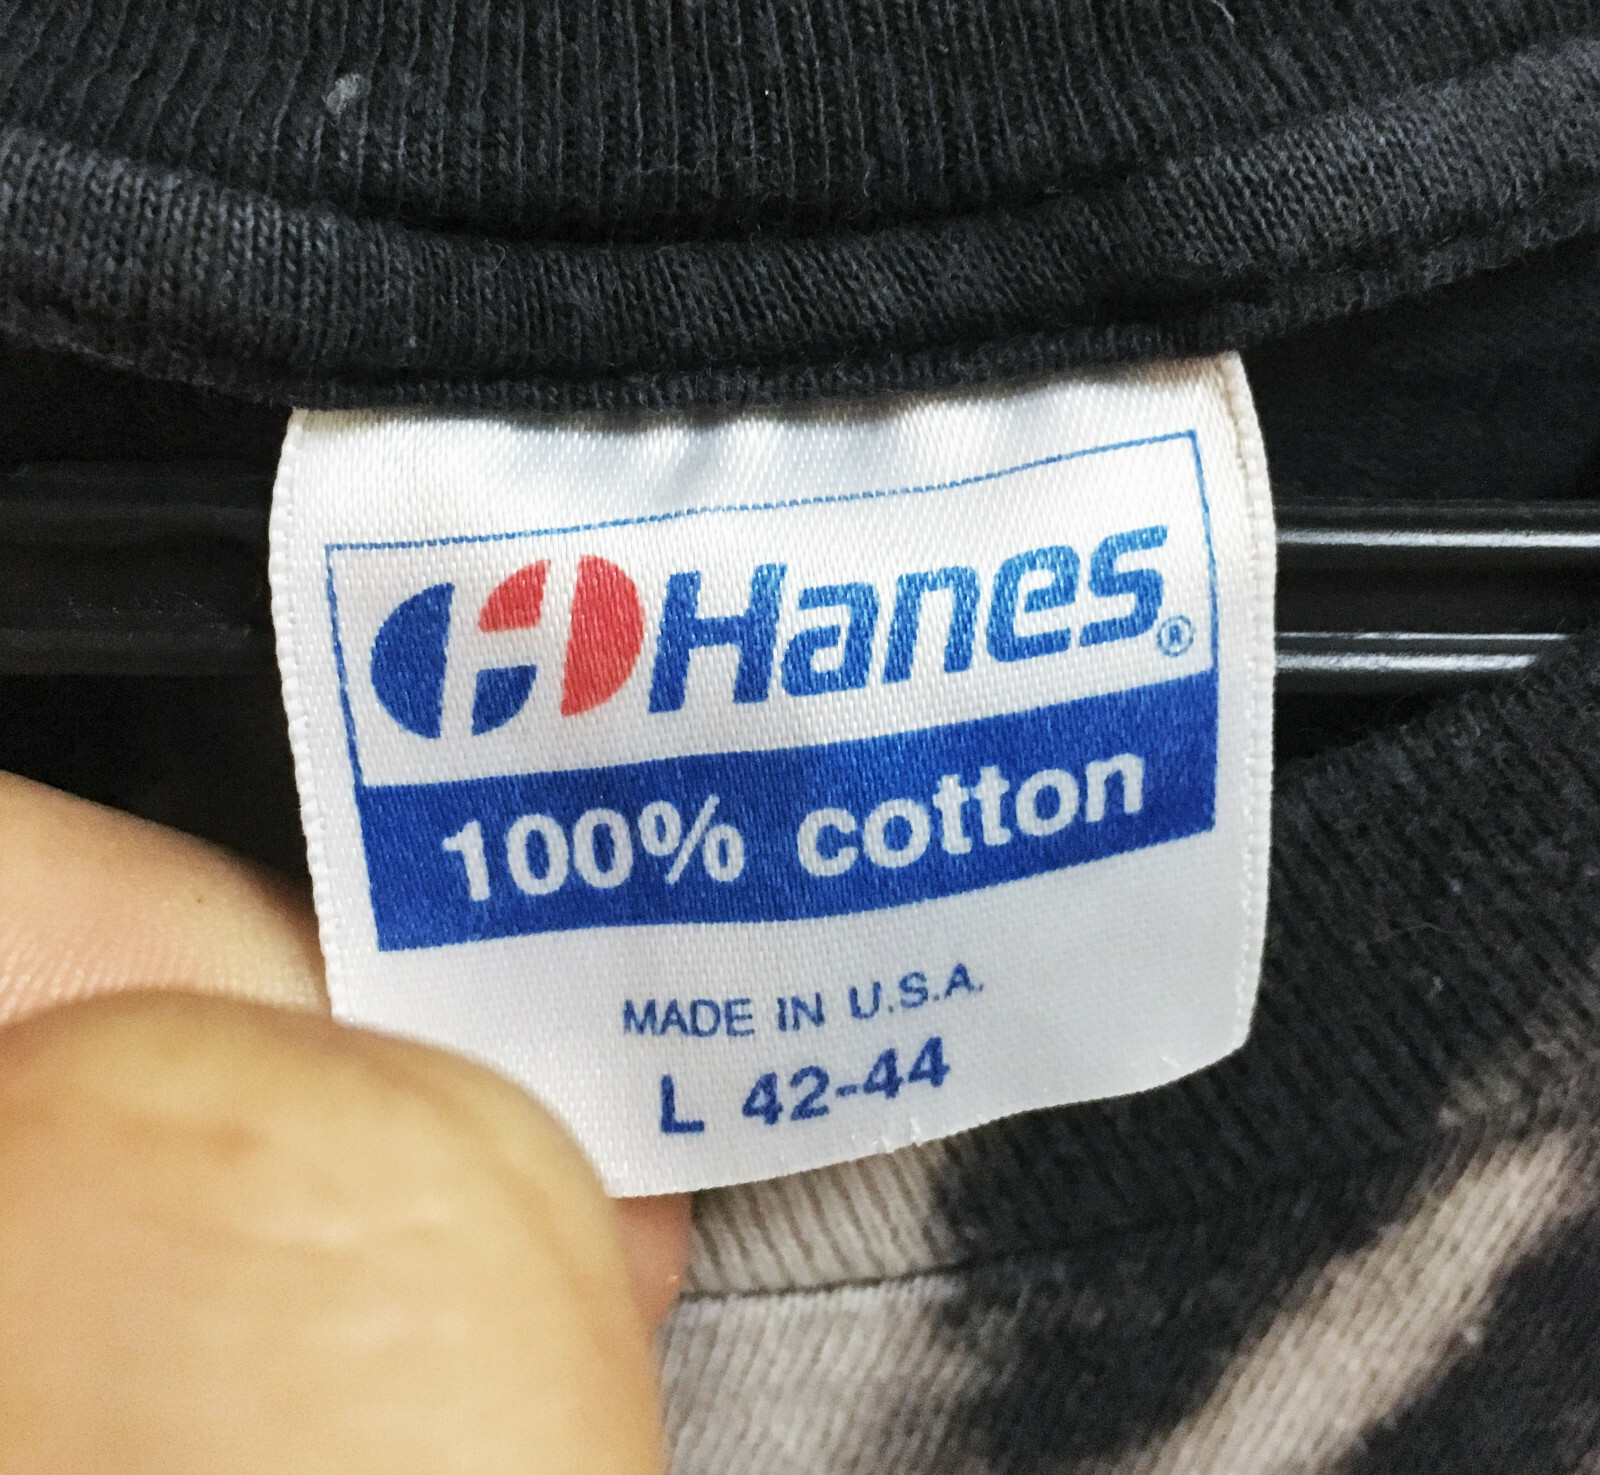 Hanes®
100% cotton
MADE IN U.S.A.
L 42-44